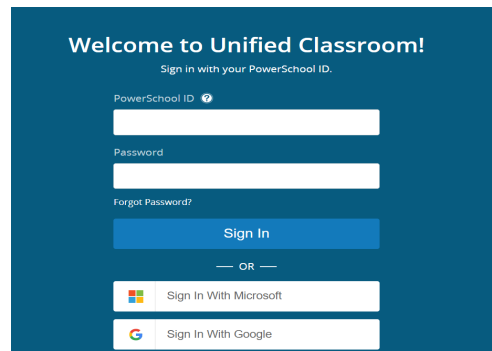 Welcome to Unified Classroom!
Sign in with your PowerSchool ID.
PowerSchool ID ?
Password
Forgot Password?
Sign In
OR
Sign In With Microsoft
G Sign In With Google